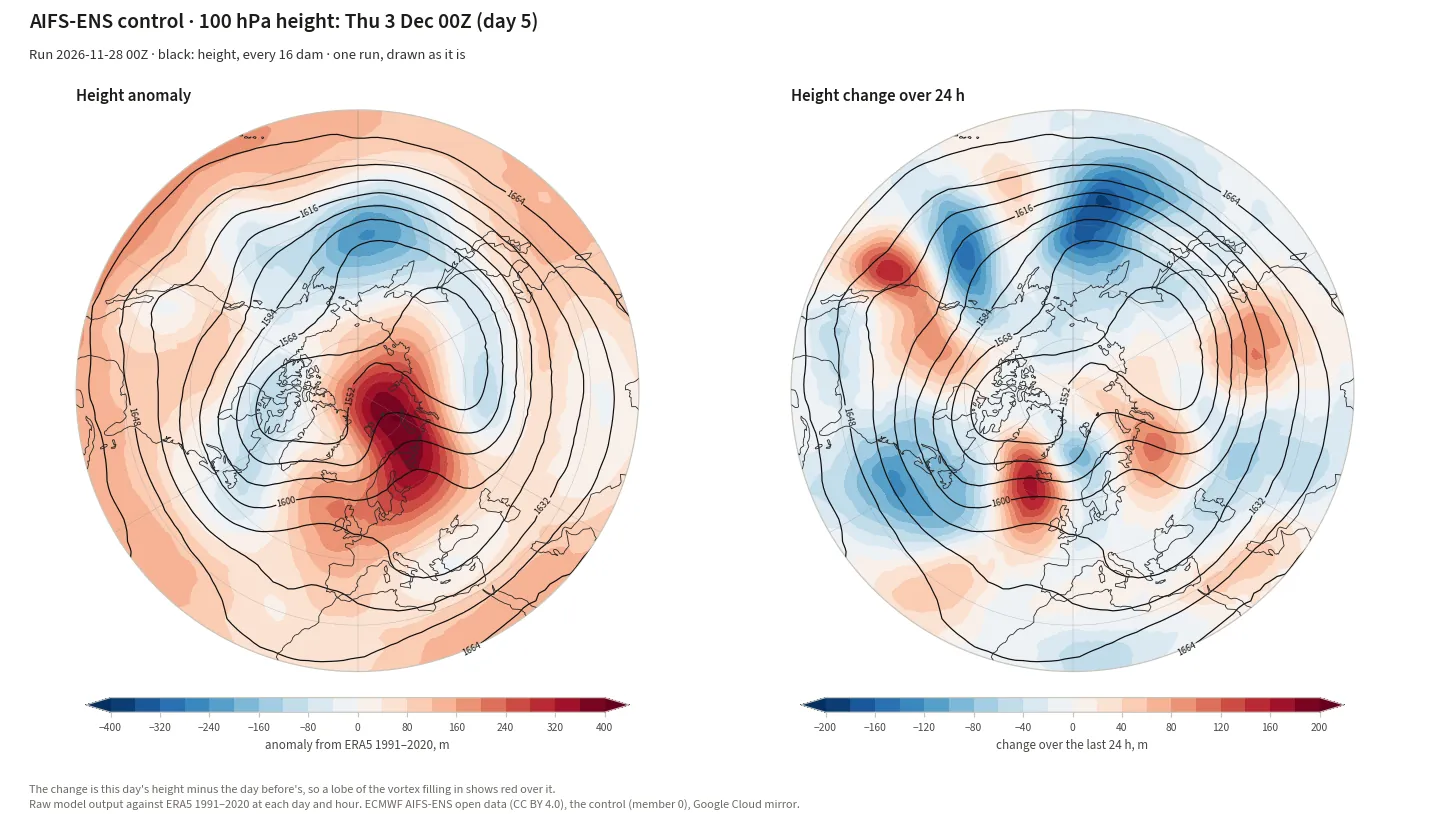 AIFS-ENS control · 100 hPa height: Thu 3 Dec 00Z (day 5)
Run 2026-11-28 00Z · black: height, every 16 dam · one run, drawn as it is
Height anomaly
1664
1616
1584
1568
1552
1648
1600
1632
1664
−400 −320 −240 −160 −80 0 80 160 240 320 400
anomaly from ERA5 1991–2020, m
Height change over 24 h
1664
1616
1584
1568
1552
1648
1600
1632
1664
−200 −160 −120 −80 −40 0 40 80 120 160 200
change over the last 24 h, m
The change is this day's height minus the day before's, so a lobe of the vortex filling in shows red over it.
Raw model output against ERA5 1991–2020 at each day and hour. ECMWF AIFS-ENS open data (CC BY 4.0), the control (member 0), Google Cloud mirror.